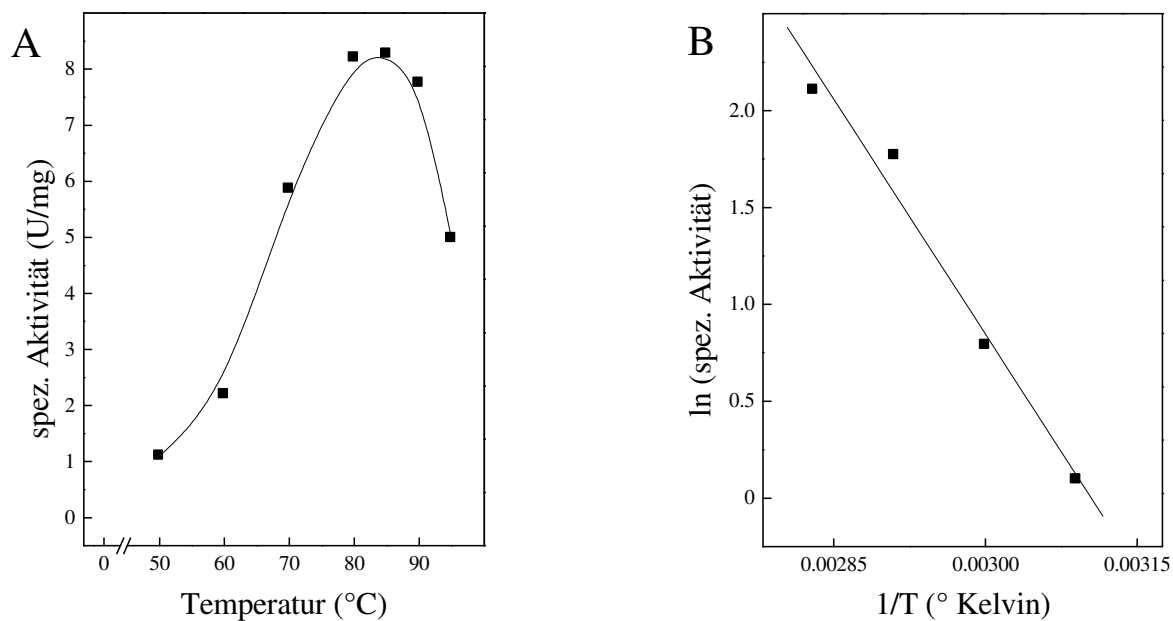 A
spez. Aktivität (U/mg)
8
7
6
5
4
3
2
1
0
0 50 60 70 80 90
Temperatur (°C)
B
ln (spez. Aktivität)
2.0
1.5
1.0
0.5
0
0.00285 0.00300 0.00315
1/T (° Kelvin)